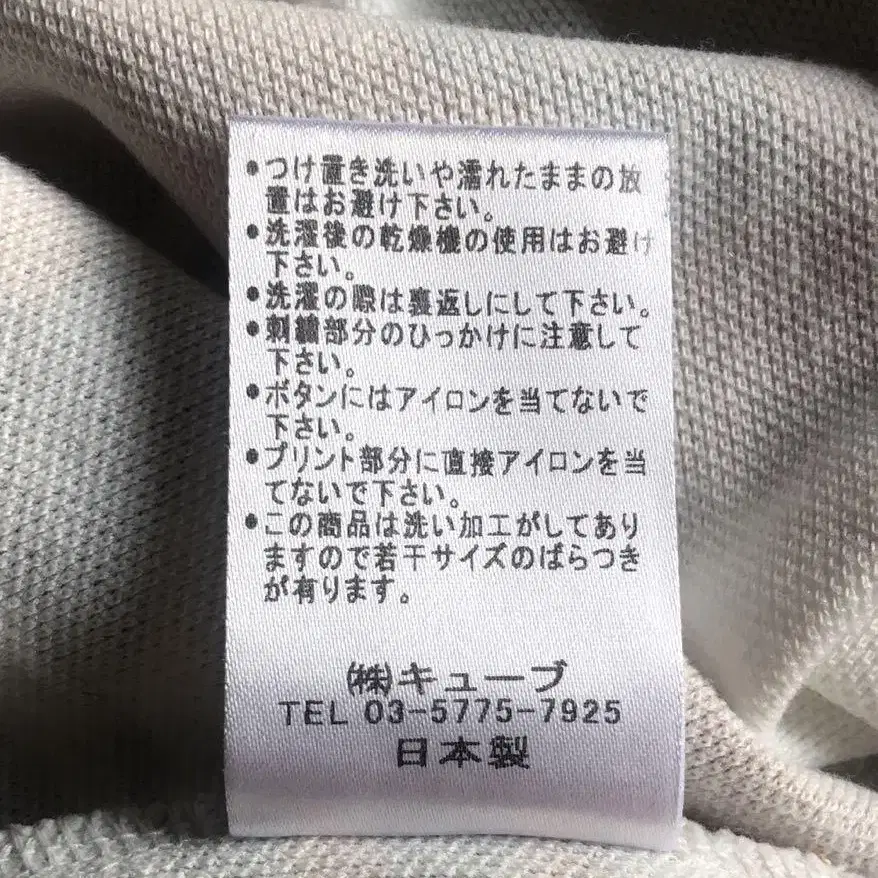 •つけ置き洗いや濡れたままの放
置はお避け下さい。
•洗濯後の乾燥機の使用はお避け
下さい。
•洗濯の際は裏返しにして下さい。
•刺繍部分のひっかけに注意して
下さい。
•ボタンにはアイロンを当てないで
下さい。
•プリント部分に直接アイロンを当
てないで下さい。
•この商品は洗い加工がしてあり
ますので若干サイズのばらつき
が有ります。
㈱キューブ
TEL 03-5775-7925
日本製